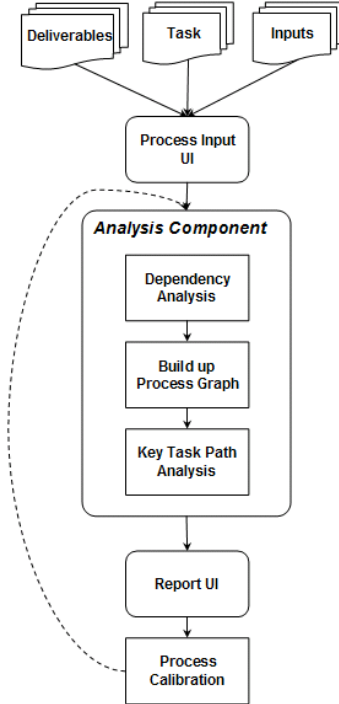 Deliverables
Task
Inputs
Process Input
UI
Analysis Component
Dependency
Analysis
Build up
Process Graph
Key Task Path
Analysis
Report UI
Process
Calibration